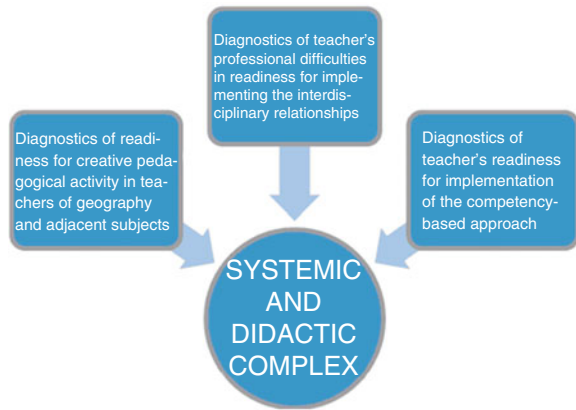 Diagnostics of teacher's
professional difficulties
in readiness for imple-
menting the interdis-
ciplinary relationships
Diagnostics of readi-
ness for creative peda-
gogical activity in tea-
chers of geography
and adjacent subjects
Diagnostics of
teacher's readiness
for implementation
of the competency-
based approach
SYSTEMIC
AND
DIDACTIC
COMPLEX